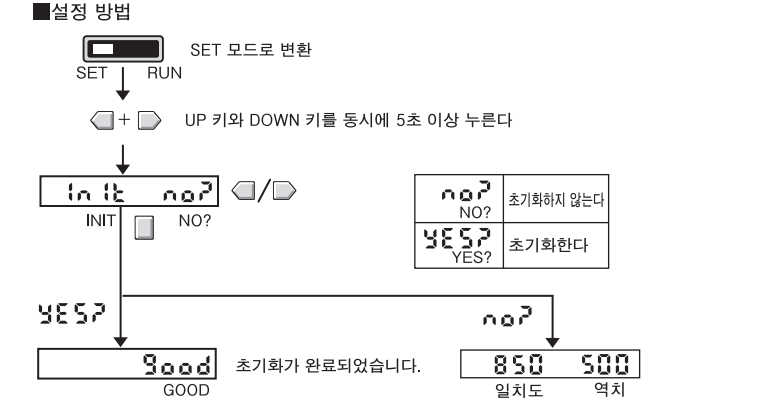 ■설정 방법
SET 모드로 변환
SET RUN
+ UP 키와 DOWN 키를 동시에 5초 이상 누른다
init no? /
INIT NO?
no? 초기화하지 않는다
NO?
YES? 초기화한다
YES?
YES?
no?
good 초기화가 완료되었습니다.
GOOD
850 500
일치도 역치